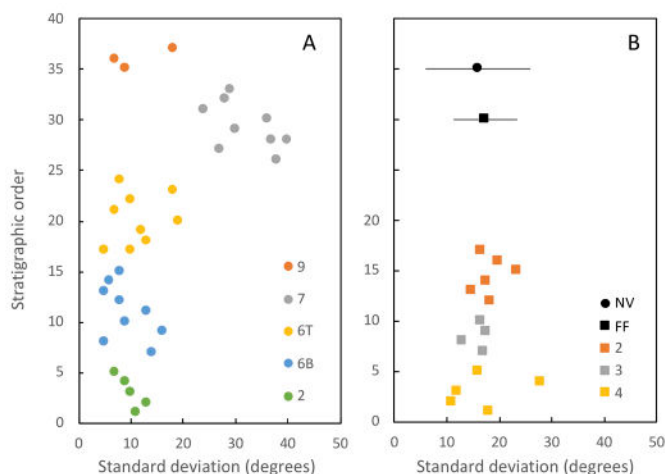 A
B
Stratigraphic order
40
35
30
25
20
15
10
5
0
9
7
6T
6B
2
0 10 20 30 40 50
Standard deviation (degrees)
20
15
10
5
0
NV
FF
2
3
4
0 10 20 30 40 50
Standard deviation (degrees)